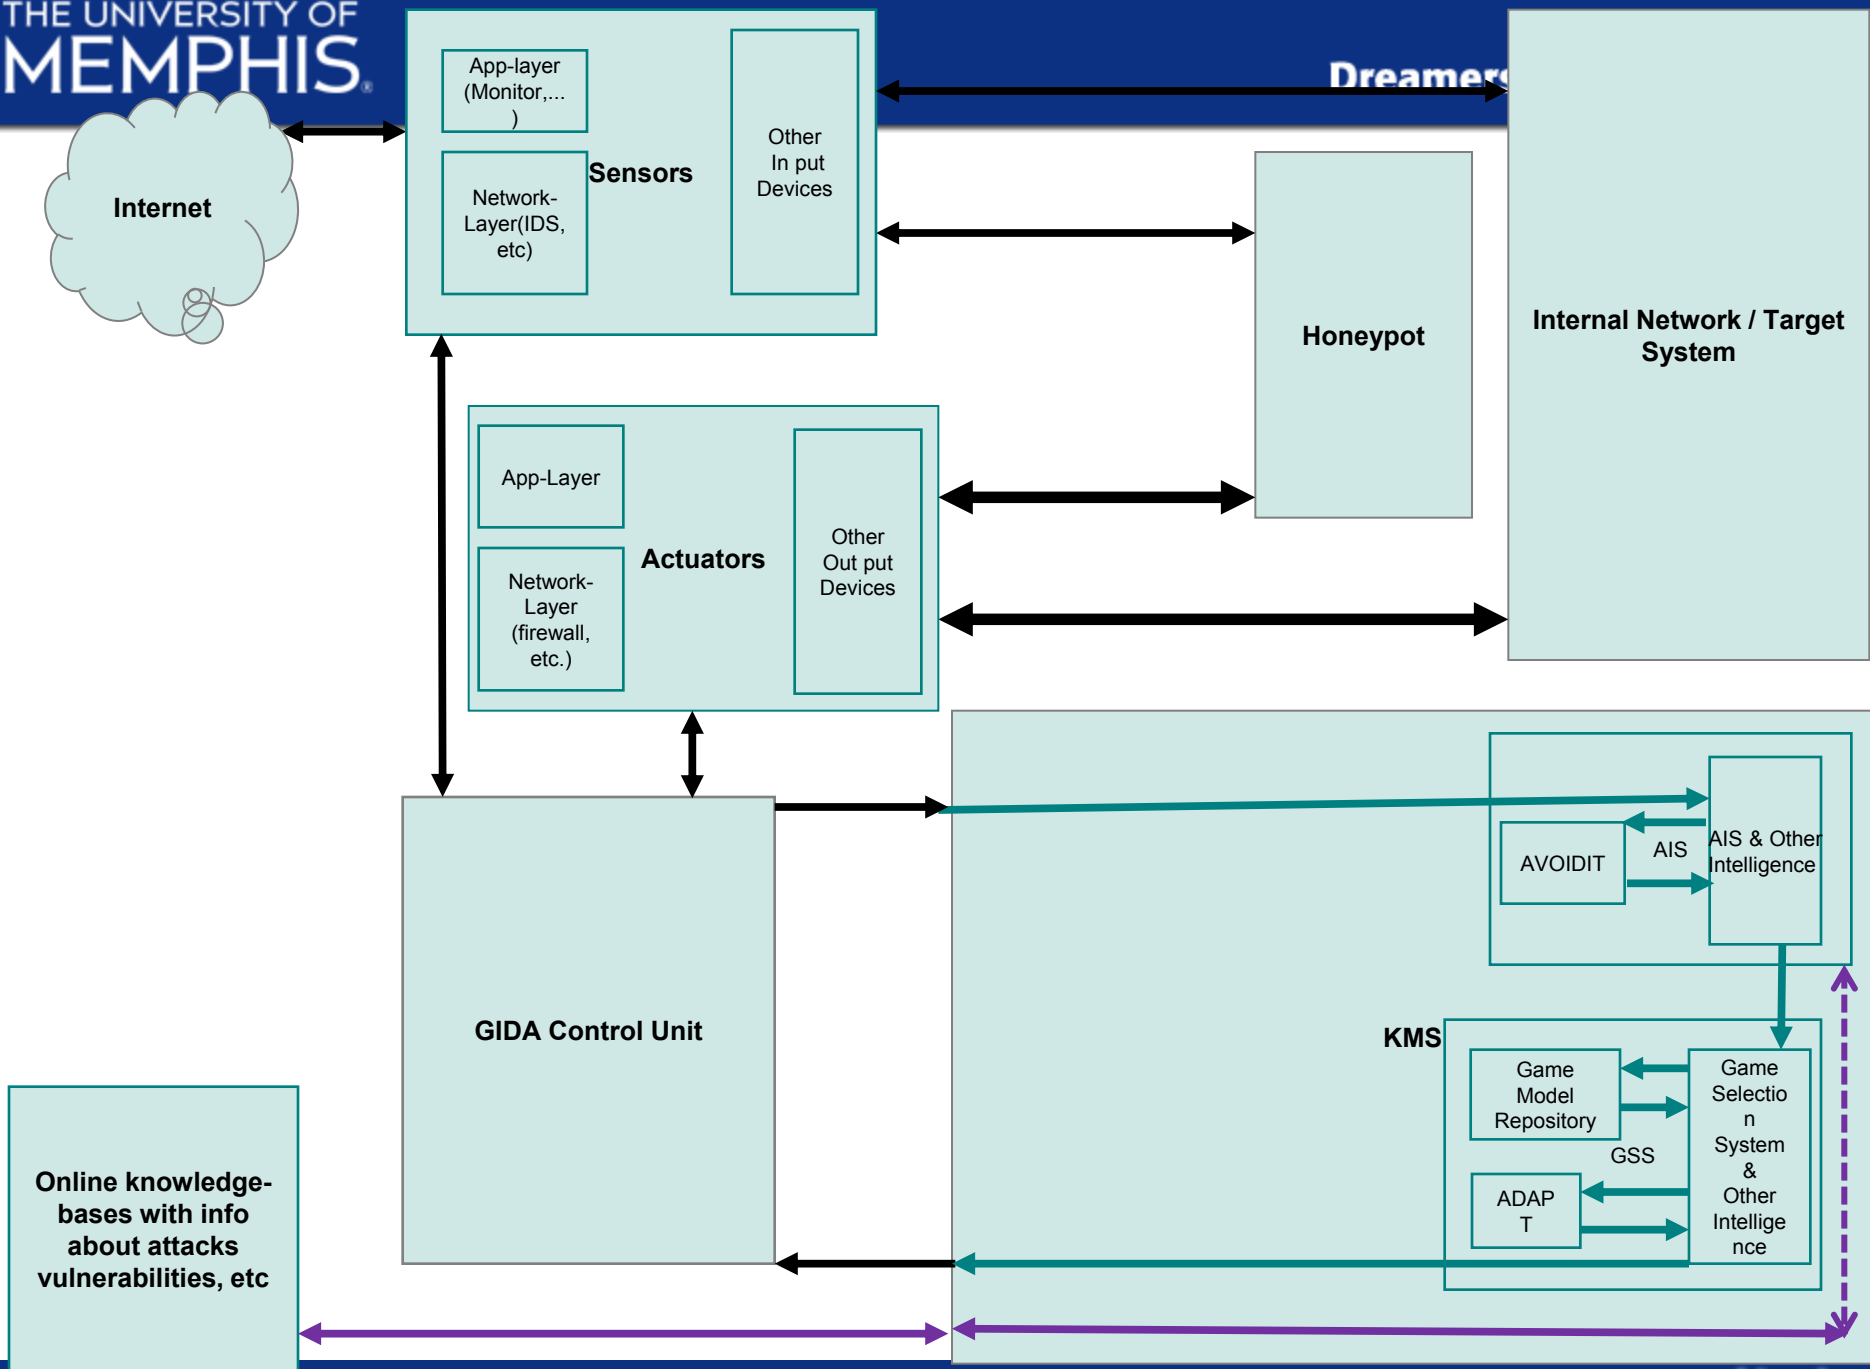 THE UNIVERSITY OF
MEMPHIS.
Dreamers
App-layer
(Monitor,...
)
Sensors
Network-
Layer(IDS,
etc)
Other
In put
Devices
Internet
Honeypot
Internal Network / Target
System
App-Layer
Actuators
Network-
Layer
(firewall,
etc.)
Other
Out put
Devices
AVOIDIT
AIS
AIS & Other
Intelligence
GIDA Control Unit
KMS
Game
Model
Repository
GSS
ADAP
T
Game
Selectio
n
System
&
Other
Intellige
nce
Online knowledge-
bases with info
about attacks
vulnerabilities, etc